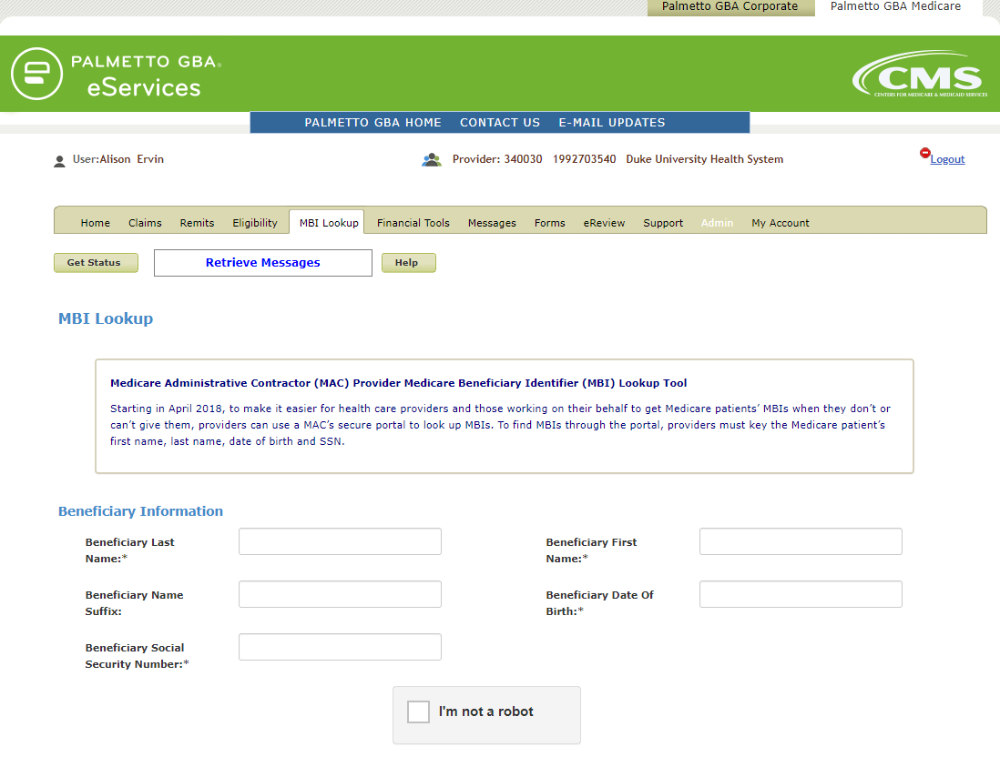 Palmetto GBA Corporate Palmetto GBA Medicare
PALMETTO GBA®
eServices
CMS
CENTERS FOR MEDICARE & MEDICAID SERVICES
PALMETTO GBA HOME CONTACT US E-MAIL UPDATES
User:Alison Ervin Provider: 340030 1992703540 Duke University Health System Logout
Home Claims Remits Eligibility MBI Lookup Financial Tools Messages Forms eReview Support Admin My Account
Get Status Retrieve Messages Help
MBI Lookup
Medicare Administrative Contractor (MAC) Provider Medicare Beneficiary Identifier (MBI) Lookup Tool
Starting in April 2018, to make it easier for health care providers and those working on their behalf to get Medicare patients’ MBIs when they don’t or
can’t give them, providers can use a MAC’s secure portal to look up MBIs. To find MBIs through the portal, providers must key the Medicare patient’s
first name, last name, date of birth and SSN.
Beneficiary Information
Beneficiary Last
Name:*
Beneficiary First
Name:*
Beneficiary Name
Suffix:
Beneficiary Date Of
Birth:*
Beneficiary Social
Security Number:*
I'm not a robot